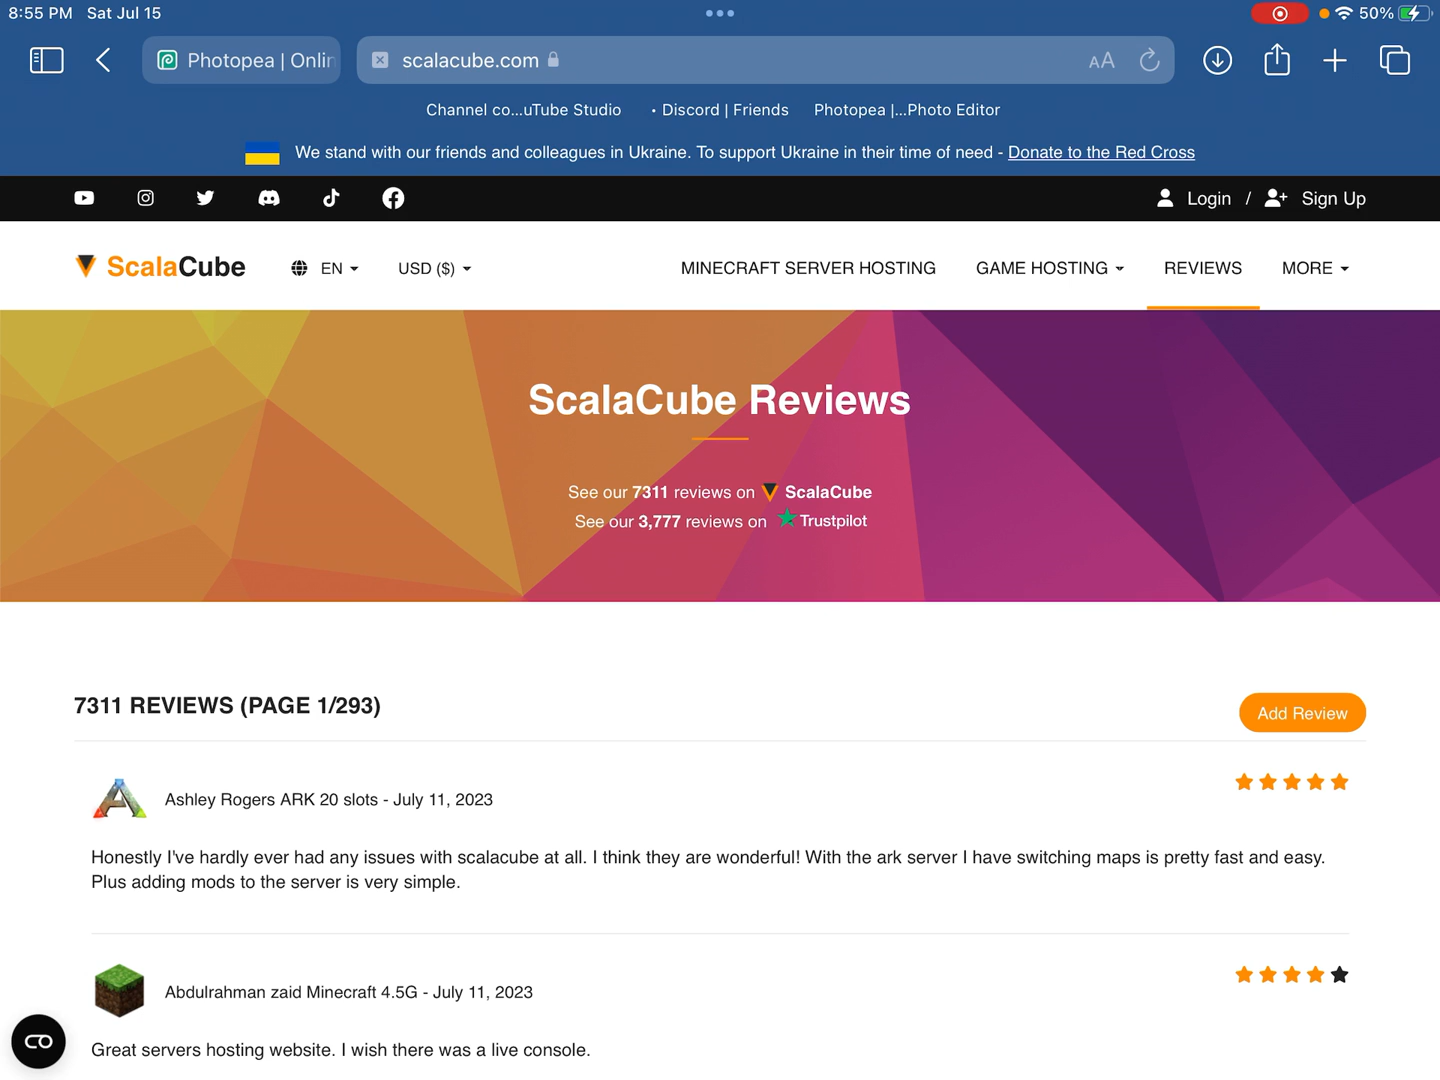 8:55 PM Sat Jul 15
50%
Photopea | Onlin
scalacube.com
AA
Channel co...uTube Studio
• Discord | Friends
Photopea |...Photo Editor
We stand with our friends and colleagues in Ukraine. To support Ukraine in their time of need - Donate to the Red Cross
Login / Sign Up
ScalaCube
EN
USD ($)
MINECRAFT SERVER HOSTING
GAME HOSTING
REVIEWS
MORE
ScalaCube Reviews
See our 7311 reviews on ScalaCube
See our 3,777 reviews on Trustpilot
7311 REVIEWS (PAGE 1/293)
Add Review
Ashley Rogers ARK 20 slots - July 11, 2023
Honestly I've hardly ever had any issues with scalacube at all. I think they are wonderful! With the ark server I have switching maps is pretty fast and easy.
Plus adding mods to the server is very simple.
Abdulrahman zaid Minecraft 4.5G - July 11, 2023
Great servers hosting website. I wish there was a live console.